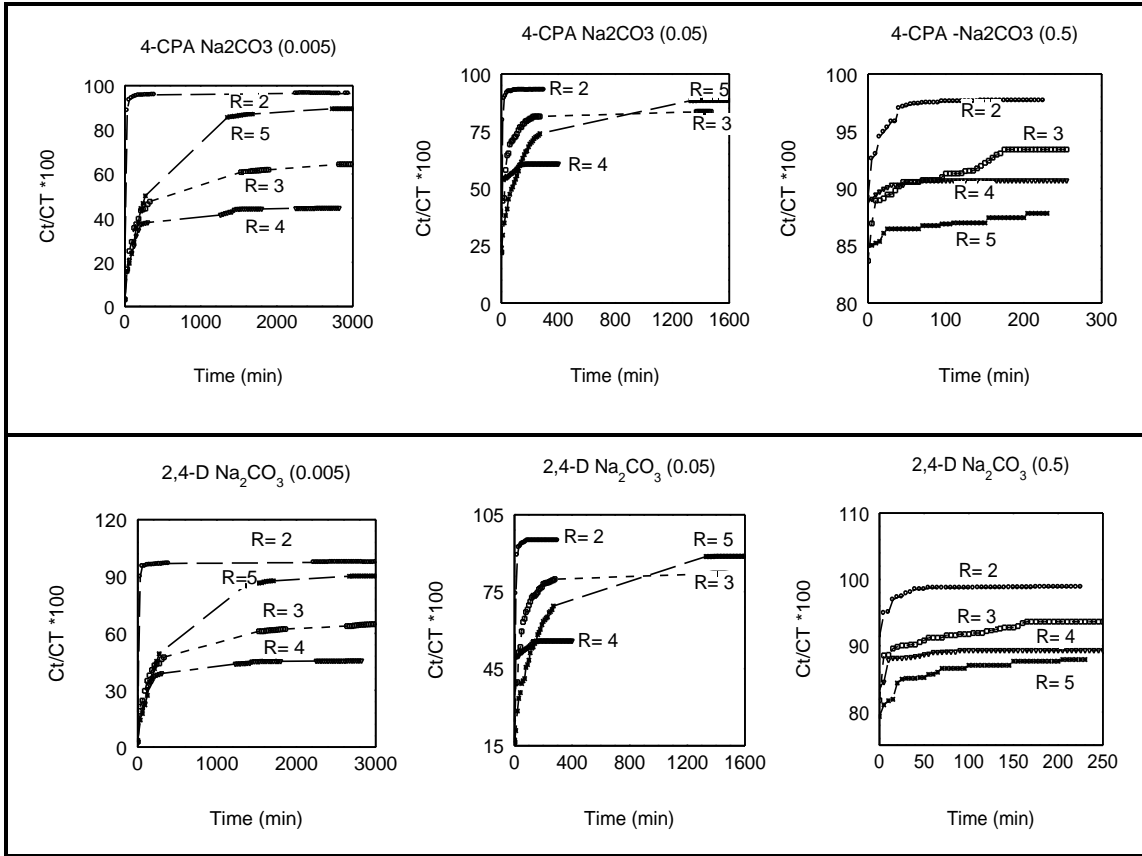 4-CPA Na2CO3 (0.005)
Ct/CT *100
100
80
60
40
20
0
R= 2
R= 5
R= 3
R= 4
0 1000 2000 3000
Time (min)
4-CPA Na2CO3 (0.05)
Ct/CT *100
100
75
50
25
0
R= 2
R= 5
R= 3
R= 4
0 400 800 1200 1600
Time (min)
4-CPA -Na2CO3 (0.5)
Ct/CT *100
100
95
90
85
80
R= 2
R= 3
R= 4
R= 5
0 100 200 300
Time (min)
2,4-D Na₂CO₃ (0.005)
Ct/CT *100
120
90
60
30
0
R= 2
R=5
R= 3
R= 4
0 1000 2000 3000
Time (min)
2,4-D Na₂CO₃ (0.05)
Ct/CT *100
105
75
45
15
R= 2
R= 5
R= 3
R= 4
0 400 800 1200 1600
Time (min)
2,4-D Na₂CO₃ (0.5)
Ct/CT *100
110
100
90
80
R= 2
R= 3
R= 4
R= 5
0 50 100 150 200 250
Time (min)